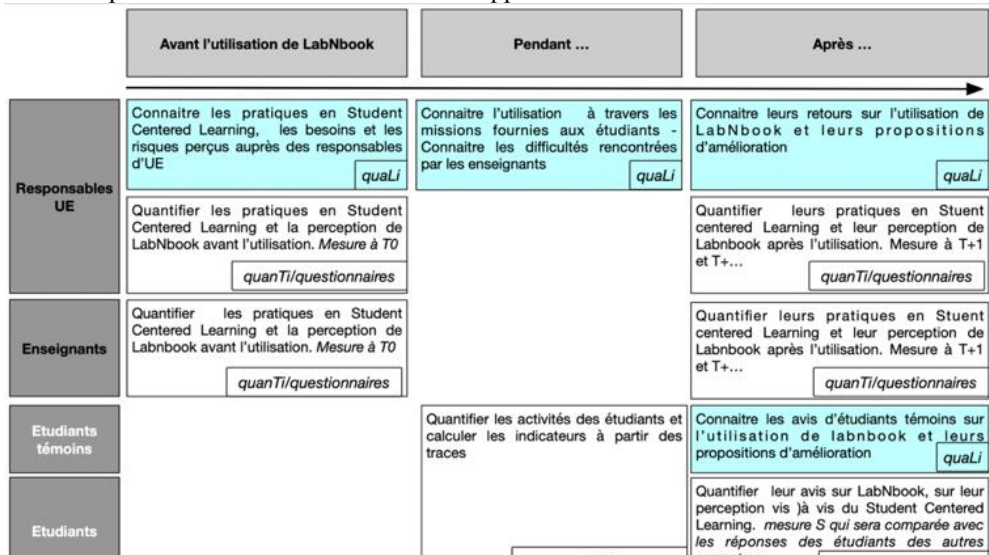 Avant l'utilisation de LabNbook
Pendant ...
Après ...
Responsables
UE
Connaitre les pratiques en Student
Centered Learning, les besoins et les
risques perçus auprès des responsables
d'UE
quaLi
Connaitre l'utilisation à travers les
missions fournies aux étudiants -
Connaitre les difficultés rencontrées
par les enseignants
quaLi
Connaitre leurs retours sur l'utilisation de
LabNbook et leurs propositions
d'amélioration
quaLi
Quantifier les pratiques en Student
Centered Learning et la perception de
LabNbook avant l'utilisation. Mesure à T0
quanTi/questionnaires
Quantifier leurs pratiques en Stuent
centered Learning et leur perception de
Labnbook après l'utilisation. Mesure à T+1
et T+...
quanTi/questionnaires
Enseignants
Quantifier les pratiques en Student
Centered Learning et la perception de
Labnbook avant l'utilisation. Mesure à T0
quanTi/questionnaires
Quantifier leurs pratiques en Stuent
centered Learning et leur perception de
Labnbook après l'utilisation. Mesure à T+1
et T+...
quanTi/questionnaires
Etudiants
témoins
Quantifier les activités des étudiants et
calculer les indicateurs à partir des
traces
Connaitre les avis d'étudiants témoins sur
l'utilisation de labnbook et leurs
propositions d'amélioration
quaLi
Etudiants
Quantifier leur avis sur LabNbook, sur leur
perception vis )à vis du Student Centered
Learning. mesure S qui sera comparée avec
les réponses des étudiants des autres